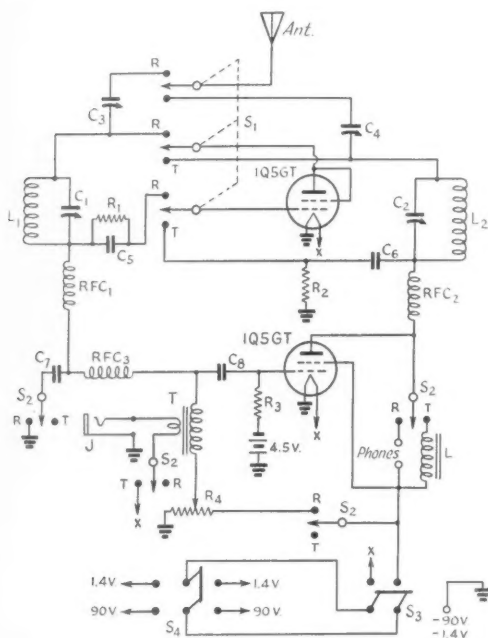 Ant.
R
C3
T
R
S1
C4
1Q5GT
T
L1
C1
R1
C5
R
T
X
C2
L2
C6
R2
RFC1
RFC2
1Q5GT
C7
RFC3
C8
S2
R
T
J
T
S2
T
R
X
R3
4.5V.
X
S2
R
T
Phones
L
R4
R
S2
T
1.4V.
1.4V.
90V.
90V.
S4
X
S3
-90V
-1.4V